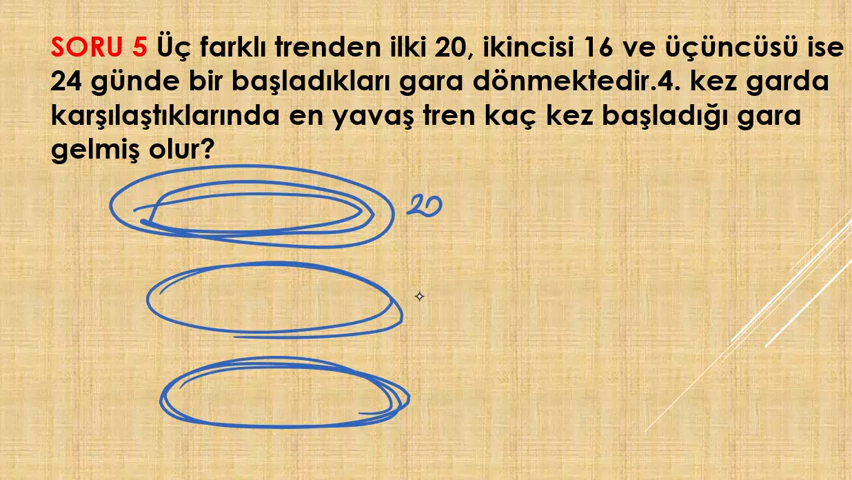 SORU 5 Üç farklı trenden ilki 20, ikincisi 16 ve üçüncüsü ise
24 günde bir başladıkları gara dönmektedir.4. kez garda
karşılaştıklarında en yavaş tren kaç kez başladığı gara
gelmiş olur?
20